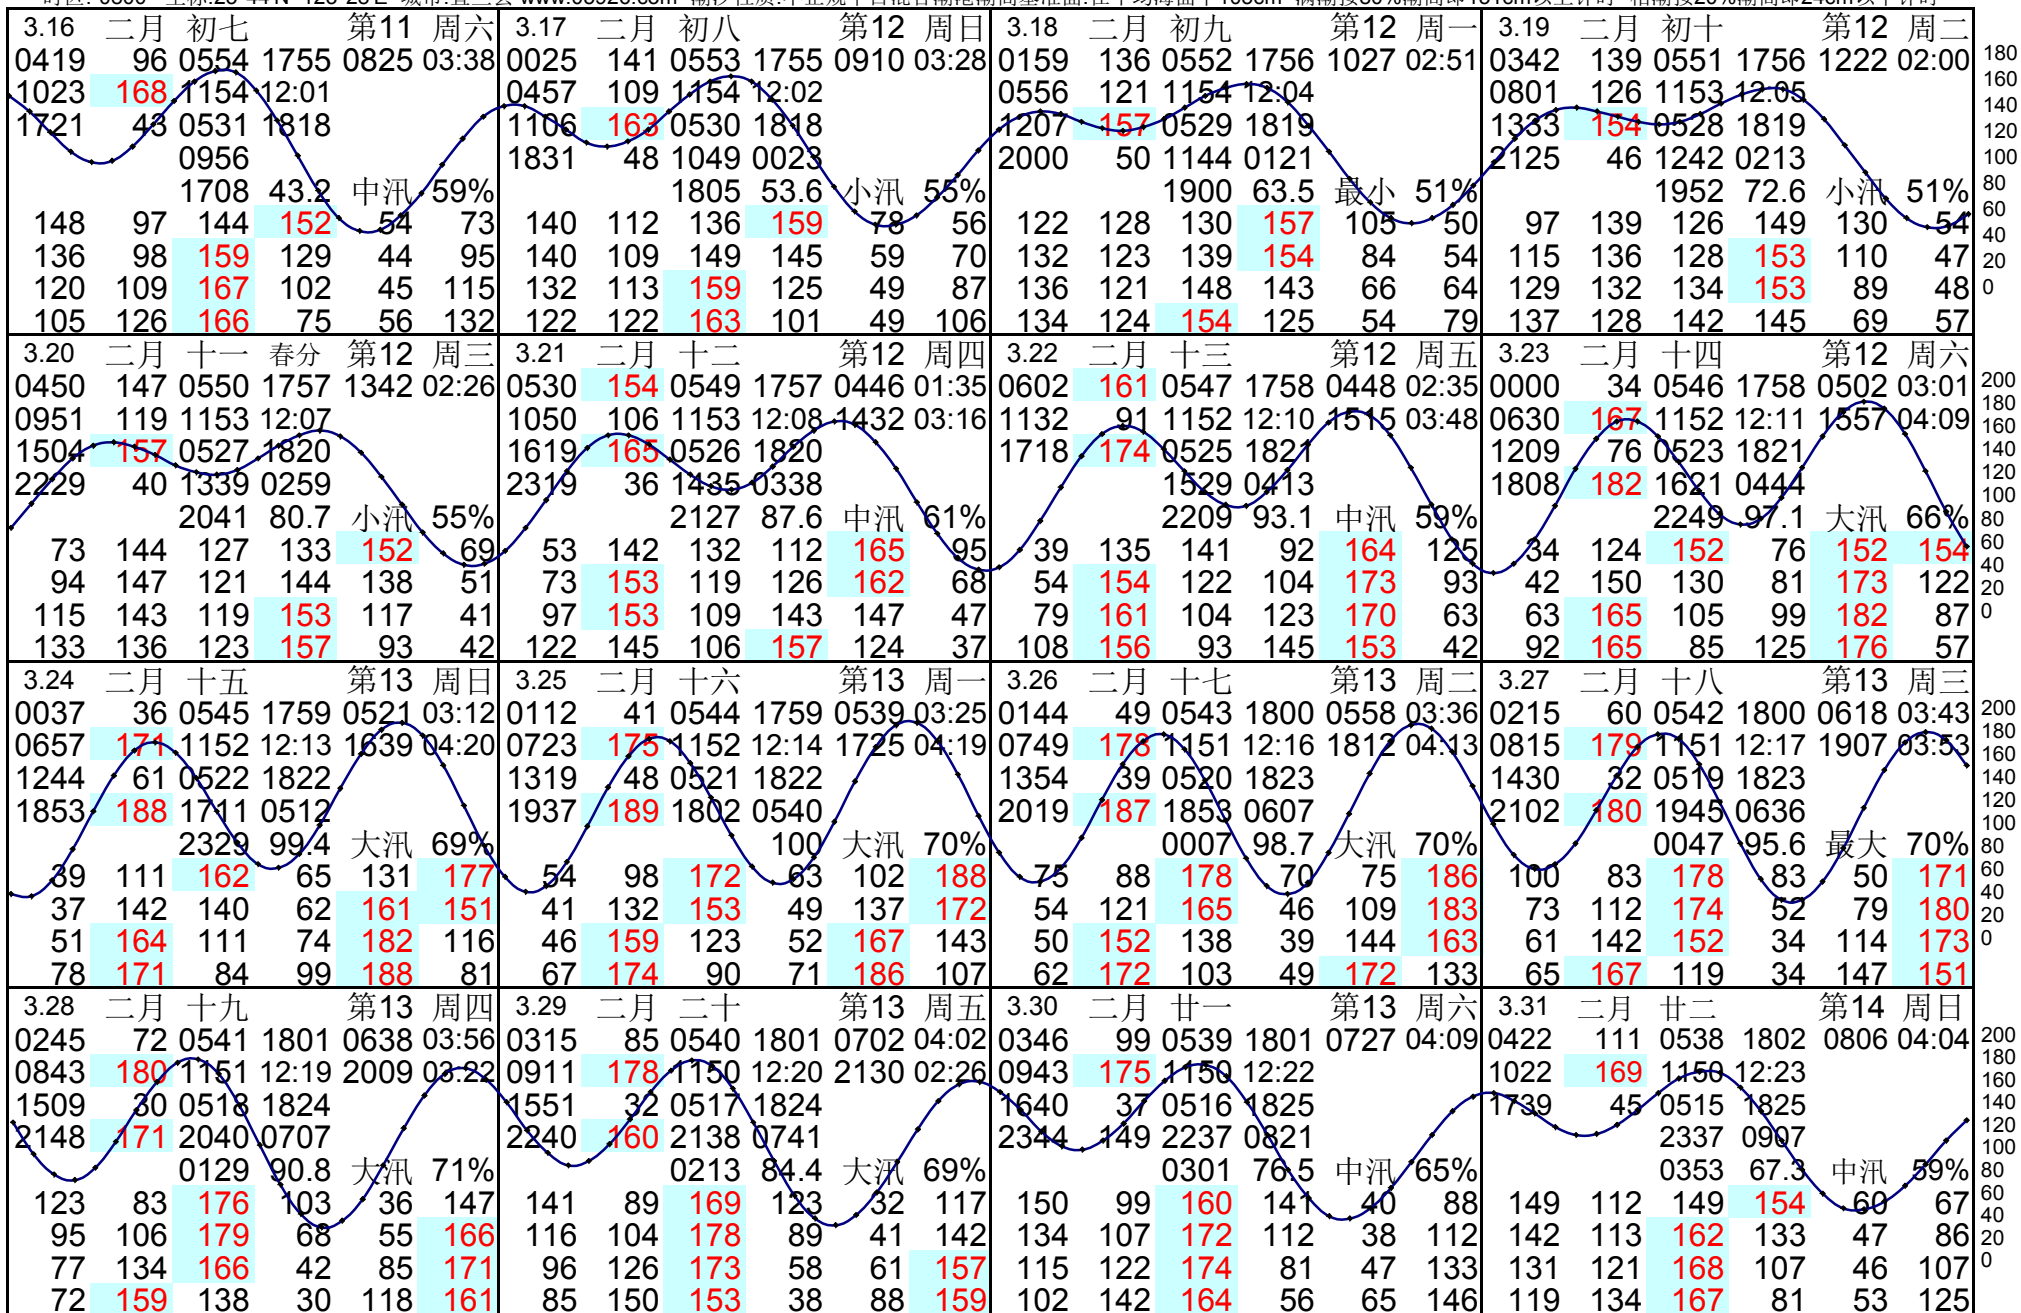 3.16 二月 初七 第11 周六 3.17 二月 初八 第12 周日 3.18 二月 初九 第12 周一 3.19 二月 初十 第12 周二
0419 96 0554 1755 0825 03:38 0025 141 0553 1755 0910 03:28 0159 136 0552 1756 1027 02:51 0342 139 0551 1756 1222 02:00 180
1023 168 1154 12:01 0457 109 1154 12:02 0556 121 1154 12:04 0801 126 1153 12:05 160
1721 43 0531 1818 1106 163 0530 1818 1207 157 0529 1819 1333 154 0528 1819 140 120
0956 1831 48 1049 0023 2000 50 1144 0121 2125 46 1242 0213 100
1708 43.2 中汛 59% 1805 53.6 小汛 55% 1900 63.5 最小 51% 1952 72.6 小汛 51% 80
148 97 144 152 54 73 140 112 136 159 78 56 122 128 130 157 105 50 97 139 126 149 130 54 60 40
136 98 159 129 44 95 140 109 149 145 59 70 132 123 139 154 84 54 115 136 128 153 110 47 20
120 109 167 102 45 115 132 113 159 125 49 87 136 121 148 143 66 64 129 132 134 153 89 48 0
105 126 166 75 56 132 122 122 163 101 49 106 134 124 154 125 54 79 137 128 142 145 69 57
3.20 二月 十一 春分 第12 周三 3.21 二月 十二 第12 周四 3.22 二月 十三 第12 周五 3.23 二月 十四 第12 周六
0450 147 0550 1757 1342 02:26 0530 154 0549 1757 0446 01:35 0602 161 0547 1758 0448 02:35 0000 34 0546 1758 0502 03:01 200
0951 119 1153 12:07 1050 106 1153 12:08 1432 03:16 1132 91 1152 12:10 1515 03:48 0630 167 1152 12:11 1557 04:09 180 160
1504 157 0527 1820 1619 165 0526 1820 1718 174 0525 1821 1209 76 0523 1821 140
2229 40 1339 0259 2319 36 1435 0338 1529 0413 1808 182 1621 0444 120 100
2041 80.7 小汛 55% 2127 87.6 中汛 61% 2209 93.1 中汛 59% 2249 97.1 大汛 66% 80
73 144 127 133 152 69 53 142 132 112 165 95 39 135 141 92 164 125 34 124 152 76 152 154 60 40
94 147 121 144 138 51 73 153 119 126 162 68 54 154 122 104 173 93 42 150 130 81 173 122 20
115 143 119 153 117 41 97 153 109 143 147 47 79 161 104 123 170 63 63 165 105 99 182 87 0
133 136 123 157 93 42 122 145 106 157 124 37 108 156 93 145 153 42 92 165 85 125 176 57
3.24 二月 十五 第13 周日 3.25 二月 十六 第13 周一 3.26 二月 十七 第13 周二 3.27 二月 十八 第13 周三
0037 36 0545 1759 0521 03:12 0112 41 0544 1759 0539 03:25 0144 49 0543 1800 0558 03:36 0215 60 0542 1800 0618 03:43 200
0657 171 1152 12:13 1639 04:20 0723 175 1152 12:14 1725 04:19 0749 178 1151 12:16 1812 04:13 0815 179 1151 12:17 1907 03:53 180 160
1244 61 0522 1822 1319 48 0521 1822 1354 39 0520 1823 1430 32 0519 1823 140
1853 188 1711 0512 1937 189 1802 0540 2019 187 1853 0607 2102 180 1945 0636 120 100
2329 99.4 大汛 69% 100 大汛 70% 0007 98.7 大汛 70% 0047 95.6 最大 70% 80
39 111 162 65 131 177 54 98 172 63 102 188 75 88 178 70 75 186 100 83 178 83 50 171 60 40
37 142 140 62 161 151 41 132 153 49 137 172 54 121 165 46 109 183 73 112 174 52 79 180 20
51 164 111 74 182 116 46 159 123 52 167 143 50 152 138 39 144 163 61 142 152 34 114 173 0
78 171 84 99 188 81 67 174 90 71 186 107 62 172 103 49 172 133 65 167 119 34 147 151
3.28 二月 十九 第13 周四 3.29 二月 二十 第13 周五 3.30 二月 廿一 第13 周六 3.31 二月 廿二 第14 周日
0245 72 0541 1801 0638 03:56 0315 85 0540 1801 0702 04:02 0346 99 0539 1801 0727 04:09 0422 111 0538 1802 0806 04:04 200
0843 180 1151 12:19 2009 03:22 0911 178 1150 12:20 2130 02:26 0943 175 1150 12:22 1022 169 1150 12:23 180 160
1509 30 0518 1824 1551 32 0517 1824 1640 37 0516 1825 1739 45 0515 1825 140
2148 171 2040 0707 2240 160 2138 0741 2344 149 2237 0821 2337 0907 120 100
0129 90.8 大汛 71% 0213 84.4 大汛 69% 0301 76.5 中汛 65% 0353 67.3 中汛 59% 80
123 83 176 103 36 147 141 89 169 123 32 117 150 99 160 141 40 88 149 112 149 154 60 67 60 40
95 106 179 68 55 166 116 104 178 89 41 142 134 107 172 112 38 112 142 113 162 133 47 86 20
77 134 166 42 85 171 96 126 173 58 61 157 115 122 174 81 47 133 131 121 168 107 46 107 0
72 159 138 30 118 161 85 150 153 38 88 159 102 142 164 56 65 146 119 134 167 81 53 125